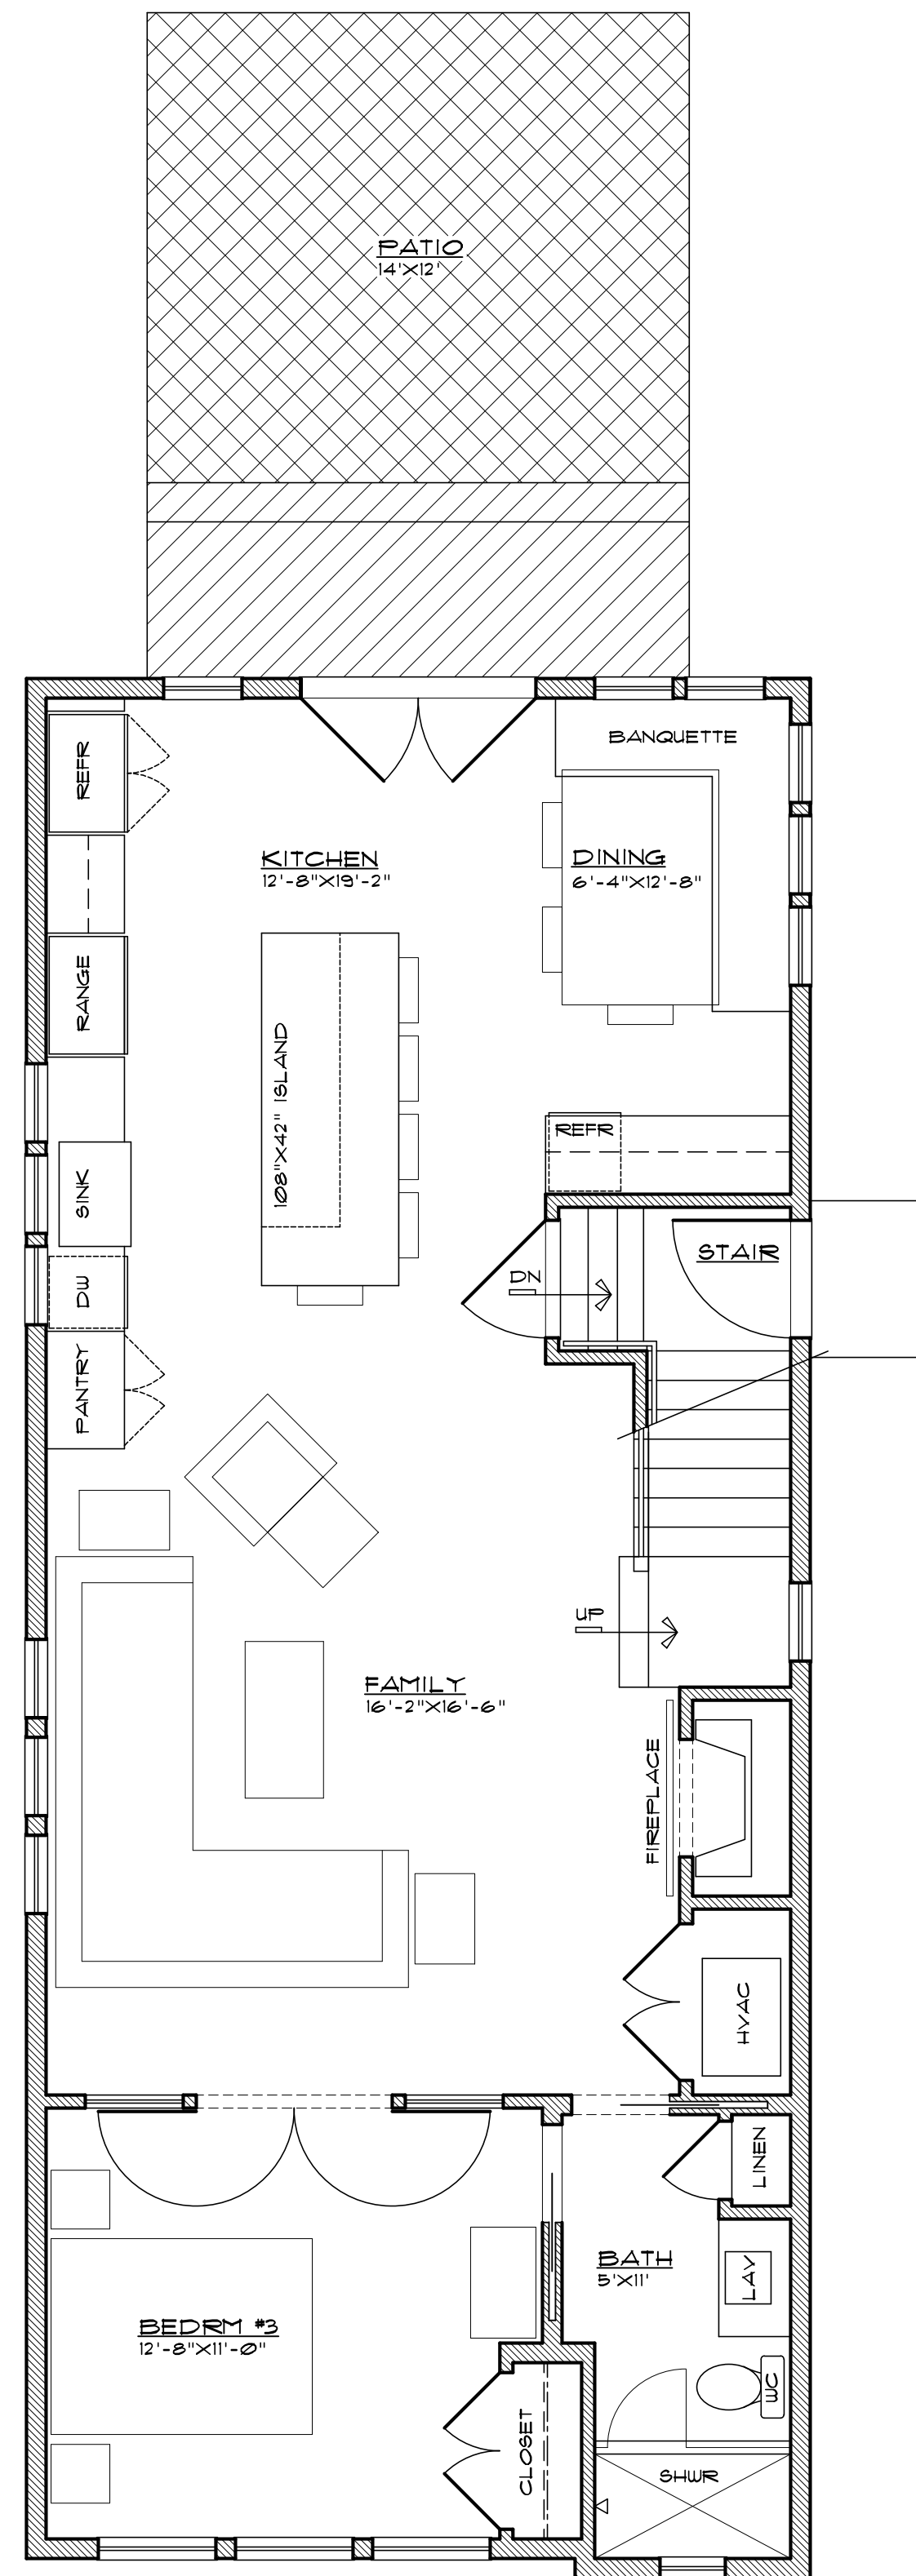 PATIO
14'X12'
BANQUETTE
REFR
KITCHEN
12'-8"X19'-2"
DINING
6'-4"X12'-8"
RANGE
108"X42" ISLAND
REFR
SINK
STAIR
DN
DW
PANTRY
UP
FAMILY
16'-2"X16'-6"
FIREPLACE
HVAC
LINEN
BATH
5'X11'
LAV
BEDRM #3
12'-8"X11'-0"
WC
CLOSET
SHWR